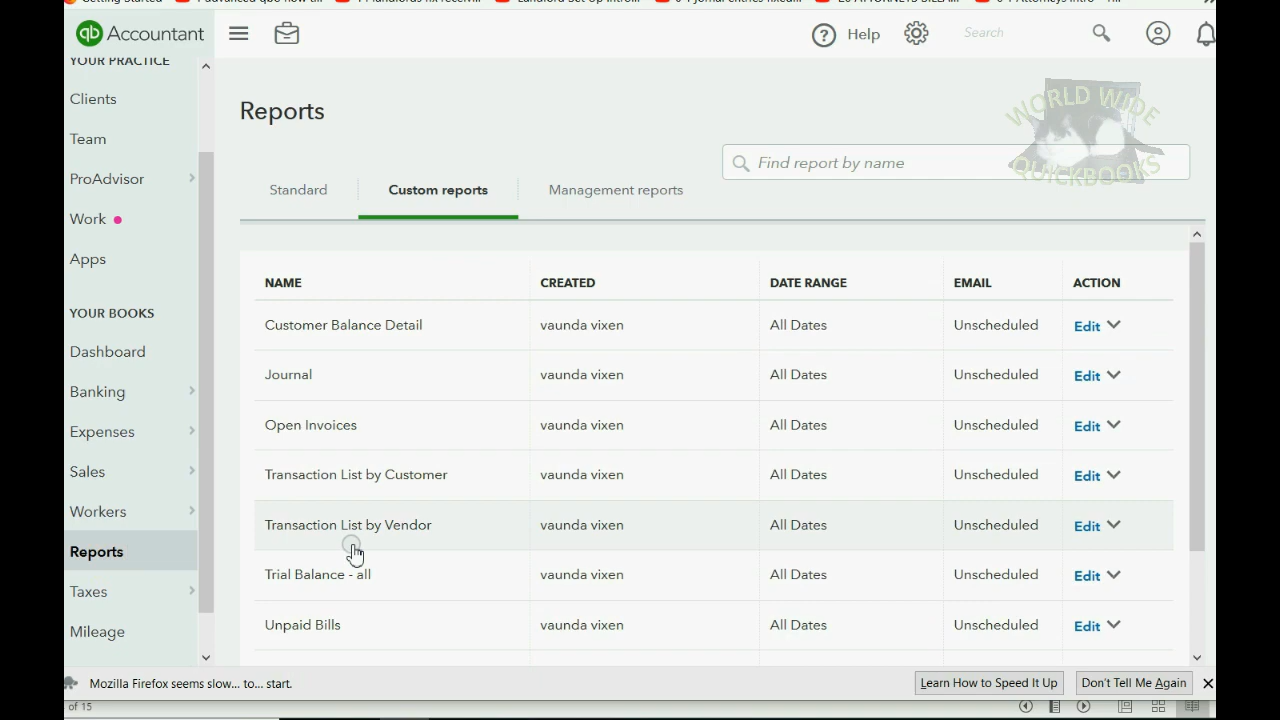 Getting Started
qb Accountant
Help
Search
YOUR PRACTICE
Clients
Team
ProAdvisor
Work
Apps
YOUR BOOKS
Dashboard
Banking
Expenses
Sales
Workers
Reports
Taxes
Mileage
Reports
WORLD WIDE
QUICKBOOKS
Find report by name
Standard
Custom reports
Management reports
NAME CREATED DATE RANGE EMAIL ACTION
Customer Balance Detail vaunda vixen All Dates Unscheduled Edit
Journal vaunda vixen All Dates Unscheduled Edit
Open Invoices vaunda vixen All Dates Unscheduled Edit
Transaction List by Customer vaunda vixen All Dates Unscheduled Edit
Transaction List by Vendor vaunda vixen All Dates Unscheduled Edit
Trial Balance - all vaunda vixen All Dates Unscheduled Edit
Unpaid Bills vaunda vixen All Dates Unscheduled Edit
Mozilla Firefox seems slow... to... start.
Learn How to Speed It Up
Don't Tell Me Again
of 15